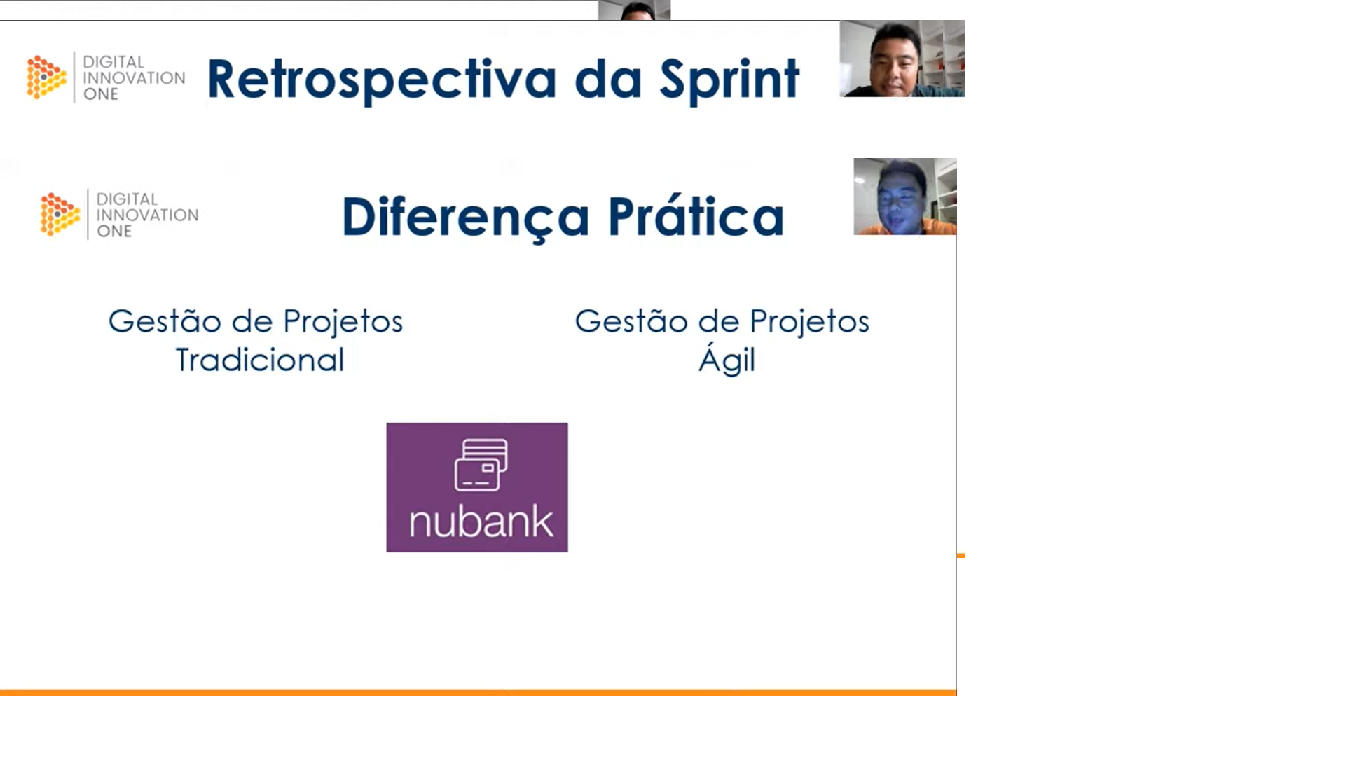 DIGITAL
INNOVATION
ONE
Retrospectiva da Sprint
DIGITAL
INNOVATION
ONE
Diferença Prática
Gestão de Projetos
Tradicional
Gestão de Projetos
Ágil
nubank